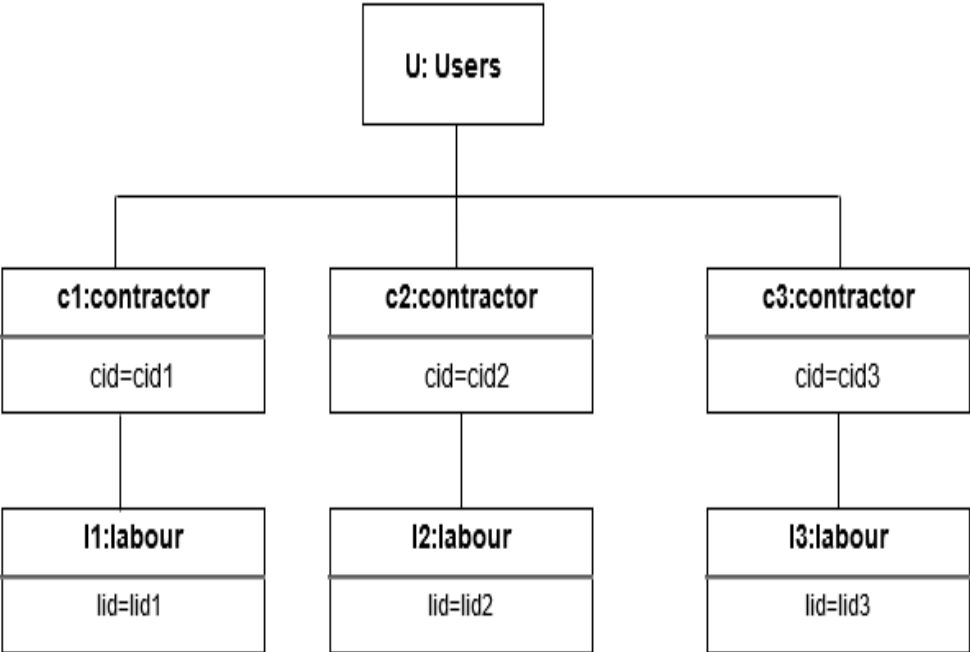 U: Users
c1:contractor
c2:contractor
c3:contractor
cid=cid1
cid=cid2
cid=cid3
l1:labour
l2:labour
l3:labour
lid=lid1
lid=lid2
lid=lid3